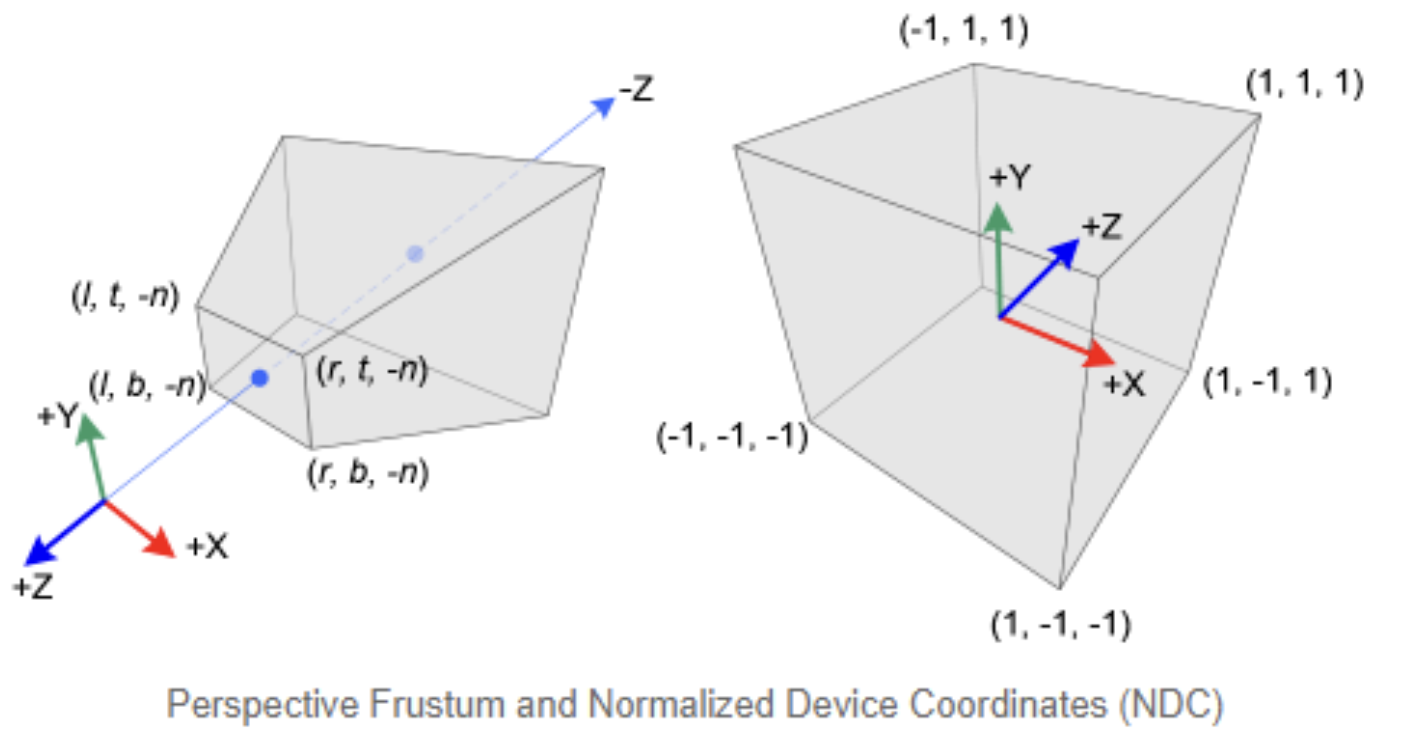 (-1, 1, 1)
(1, 1, 1)
-Z
+Y
+Z
(l, t, -n)
(r, t, -n)
(l, b, -n)
+X
(1, -1, 1)
+Y
(-1, -1, -1)
(r, b, -n)
+X
+Z
(1, -1, -1)
Perspective Frustum and Normalized Device Coordinates (NDC)